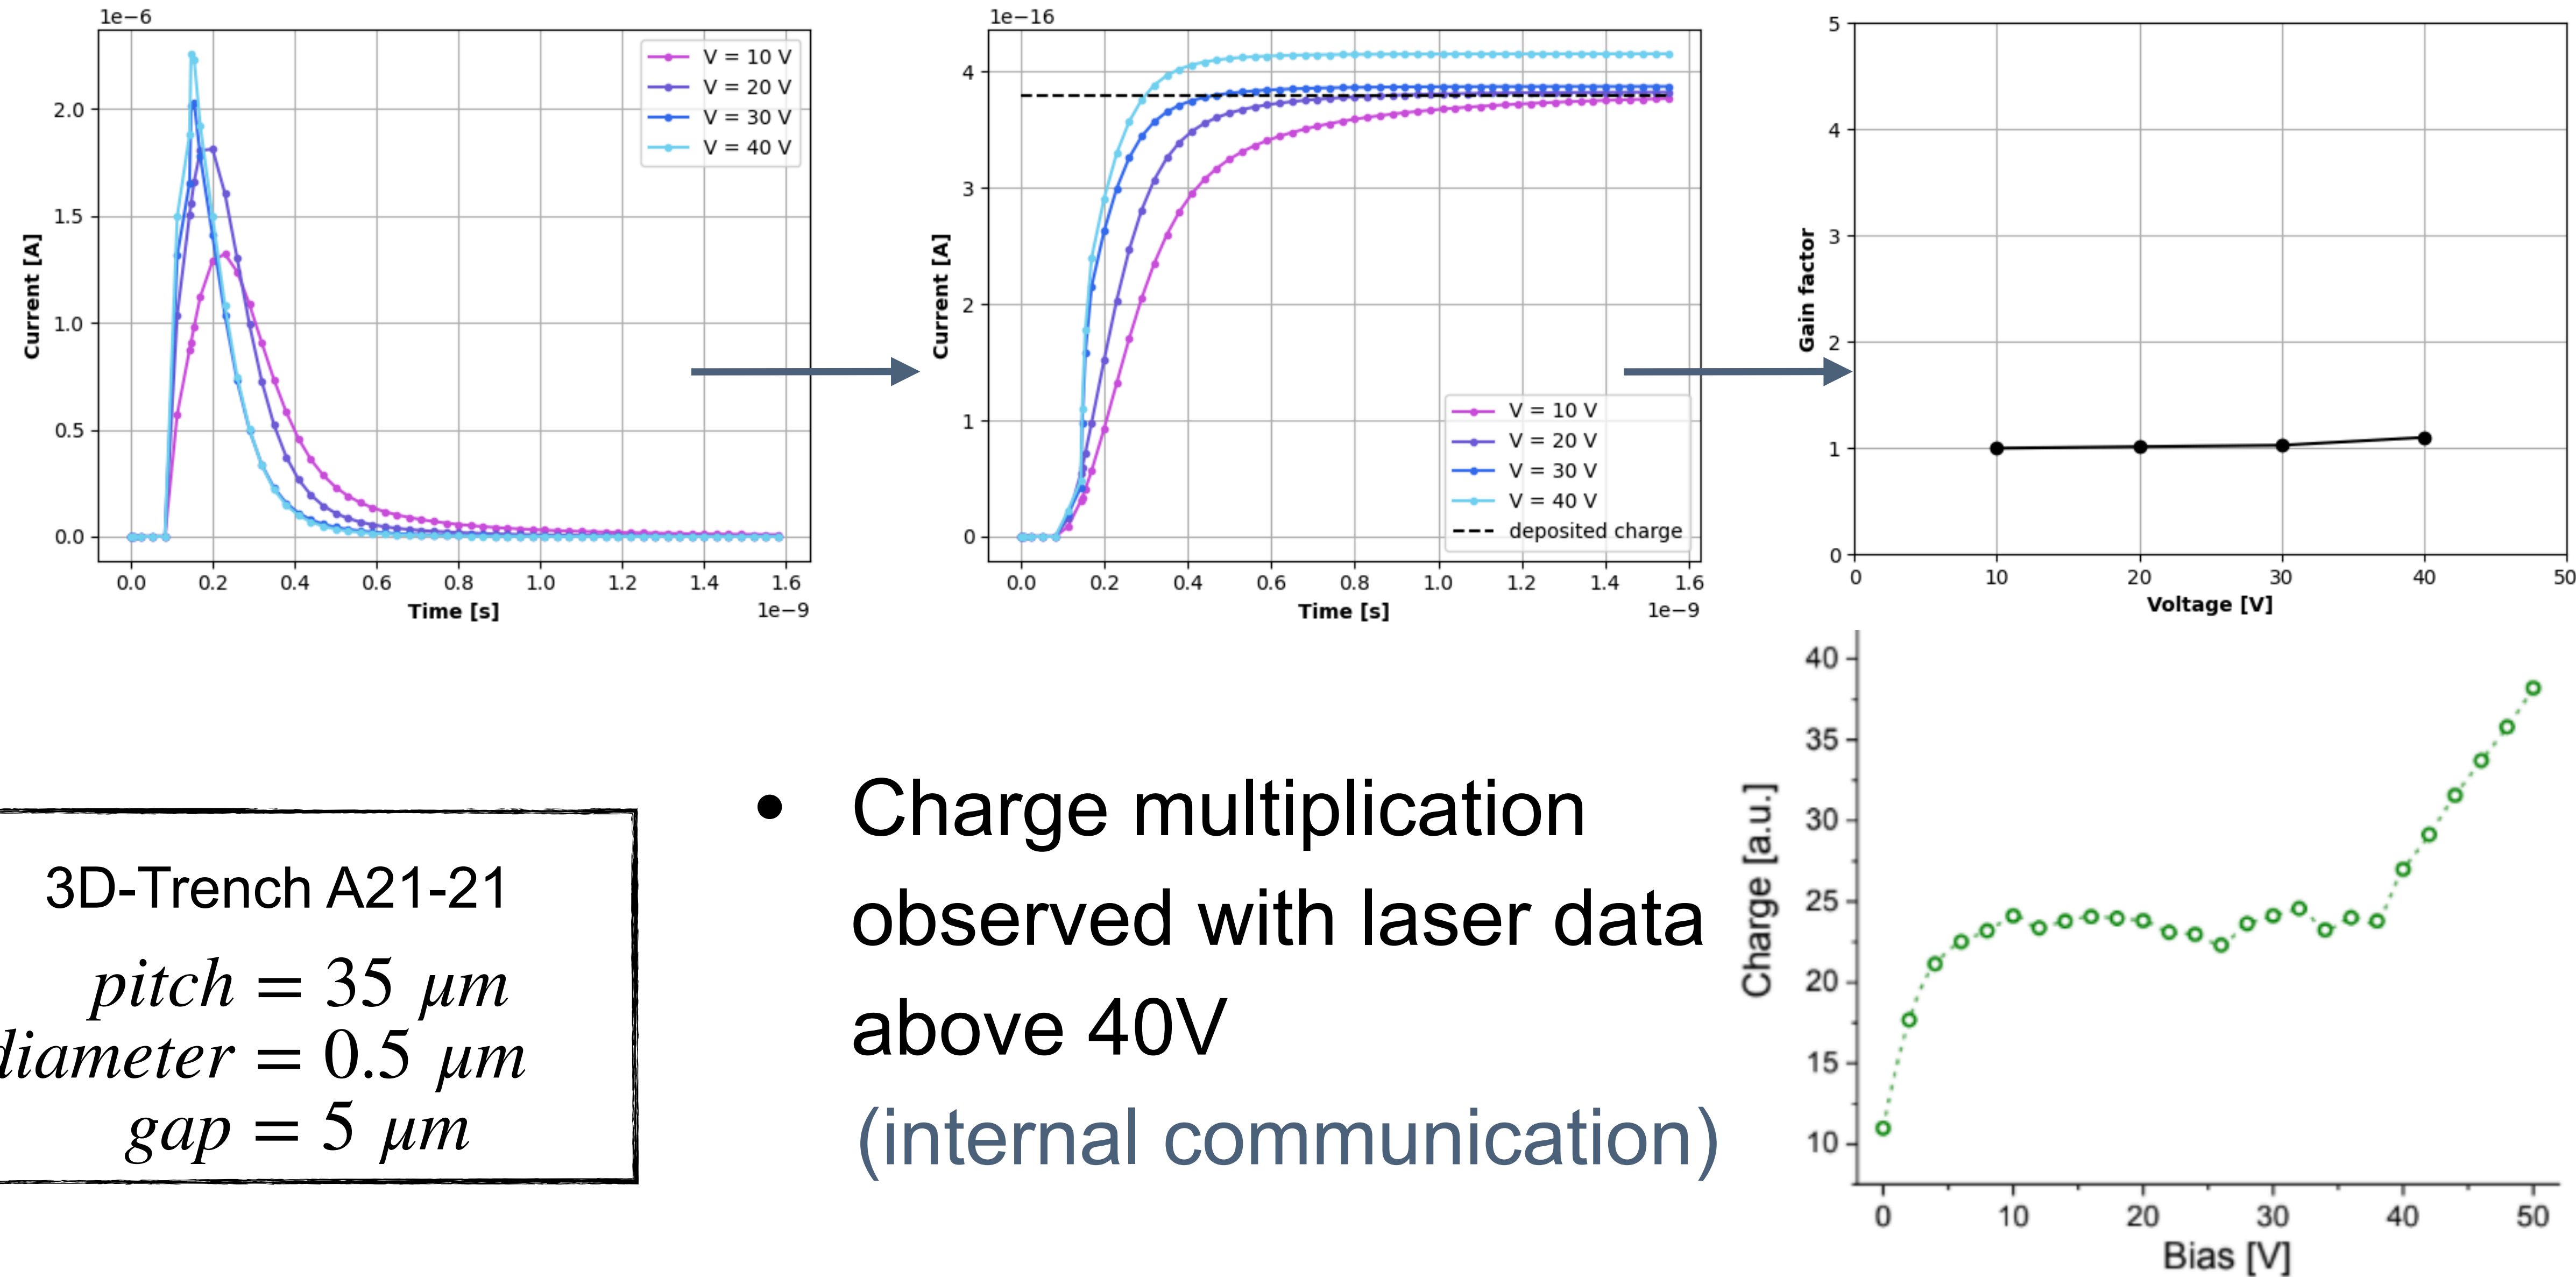 1e−6
Current [A]
2.0
1.5
1.0
0.5
0.0
V = 10 V
V = 20 V
V = 30 V
V = 40 V
0.0 0.2 0.4 0.6 0.8 1.0 1.2 1.4 1.6
Time [s]
1e−9
1e−16
Current [A]
4
3
2
1
0
V = 10 V
V = 20 V
V = 30 V
V = 40 V
deposited charge
0.0 0.2 0.4 0.6 0.8 1.0 1.2 1.4 1.6
Time [s]
1e−9
Gain factor
5
4
3
2
1
0
0 10 20 30 40 50
Voltage [V]
3D-Trench A21-21
pitch = 35 μm
diameter = 0.5 μm
gap = 5 μm
• Charge multiplication
observed with laser data
above 40V
(internal communication)
Charge [a.u.]
40
35
30
25
20
15
10
0 10 20 30 40 50
Bias [V]